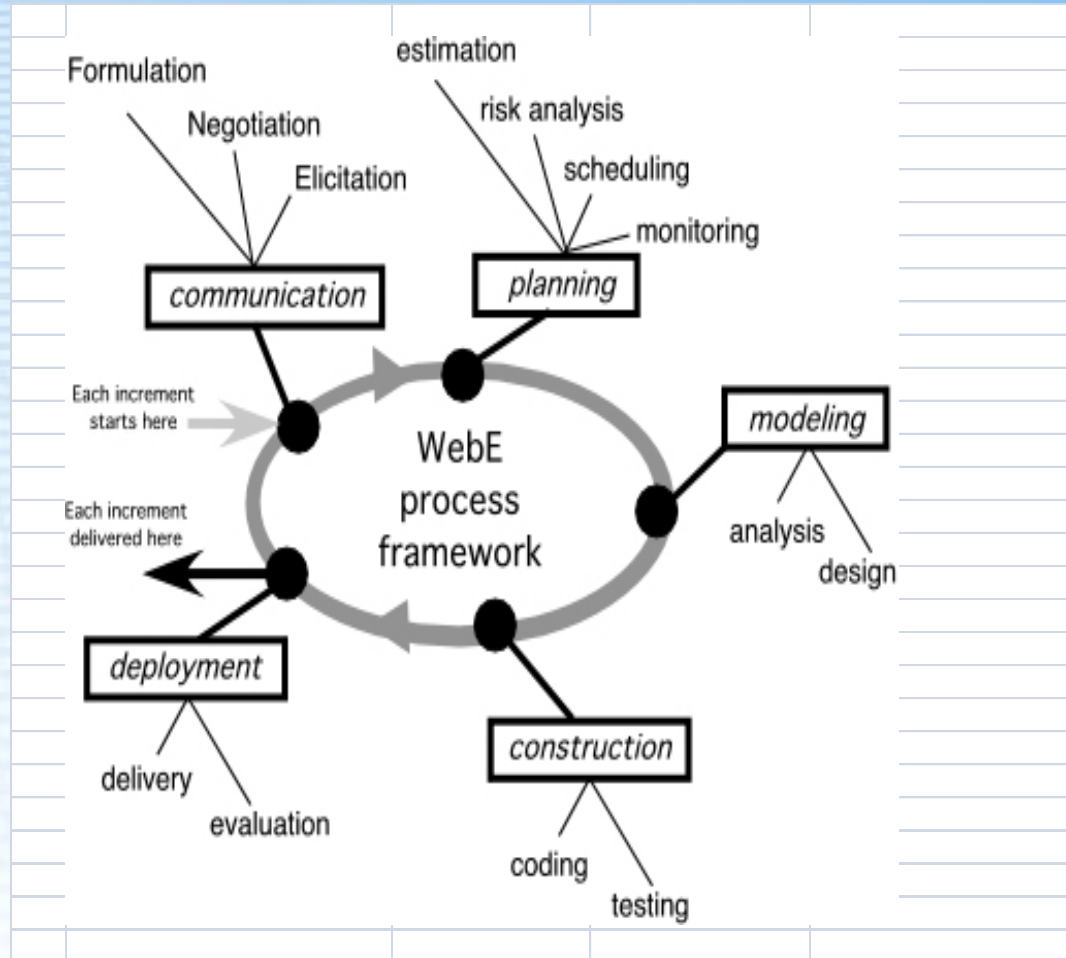 Formulation
Negotiation
Elicitation
communication
estimation
risk analysis
scheduling
monitoring
planning
Each increment
starts here
WebE
process
framework
modeling
analysis
design
Each increment
delivered here
deployment
delivery
evaluation
construction
coding
testing